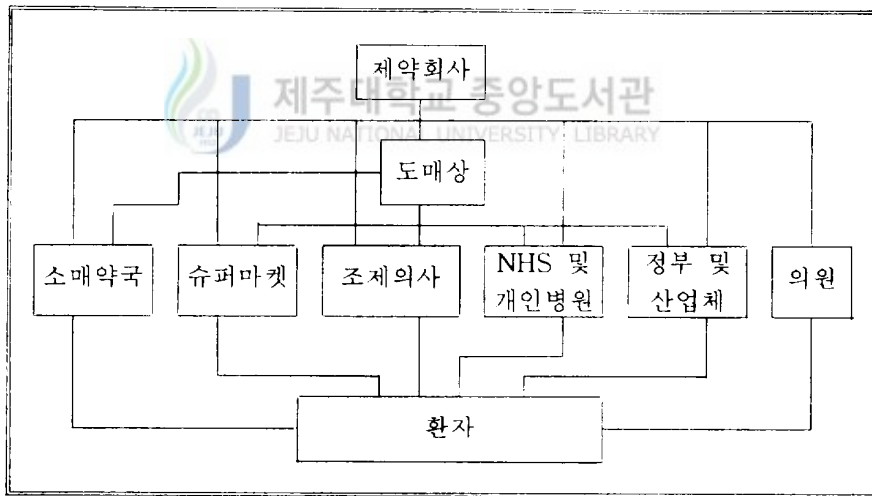 제약회사
제주대학교 중앙도서관
JEJU NATIONAL UNIVERSITY LIBRARY
JEJU
도매상
소매약국
슈퍼마켓
조제의사
NHS 및
개인병원
정부 및
산업체
의원
환자